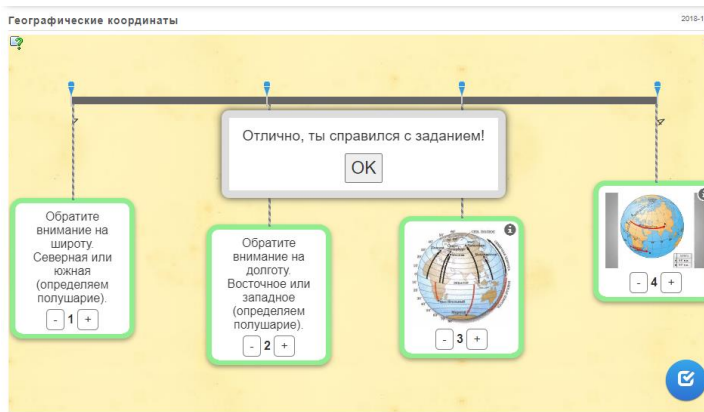 Географические координаты
2018-1
Отлично, ты справился с заданием!
OK
Обратите
внимание на
широту.
Северная или
южная
(определяем
полушарие).
- 1 +
Обратите
внимание на
долготу.
Восточное или
западное
(определяем
полушарие).
- 2 +
- 3 +
- 4 +